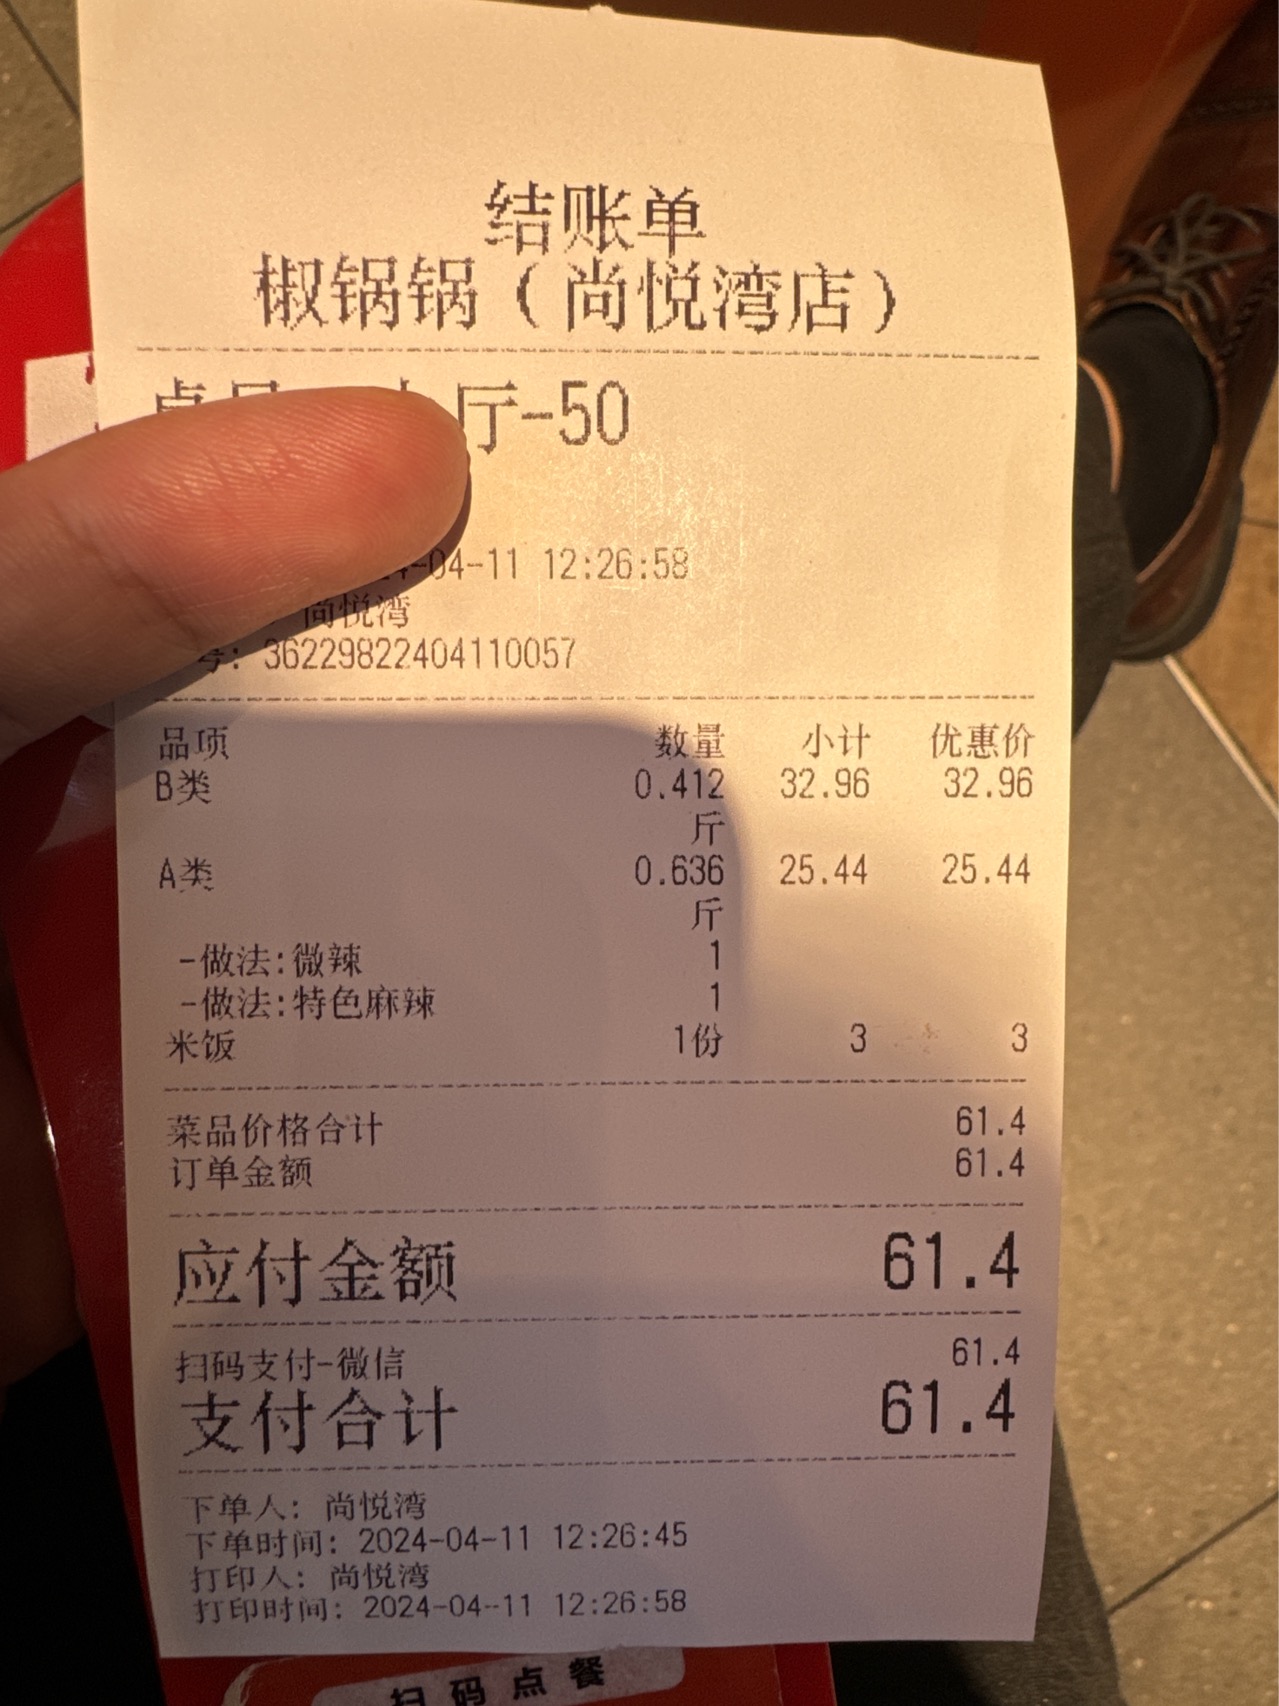 结账单
椒锅锅（尚悦湾店）
厅-50
04-11 12:26:58
尚悦湾
号: 36229822404110057
品项 数量 小计 优惠价
B类 0.412 32.96 32.96
斤
A类 0.636 25.44 25.44
斤
-做法:微辣 1
-做法:特色麻辣 1
米饭 1份 3 3
菜品价格合计 61.4
订单金额 61.4
应付金额 61.4
扫码支付-微信 61.4
支付合计 61.4
下单人: 尚悦湾
下单时间: 2024-04-11 12:26:45
打印人: 尚悦湾
打印时间: 2024-04-11 12:26:58
扫码点餐